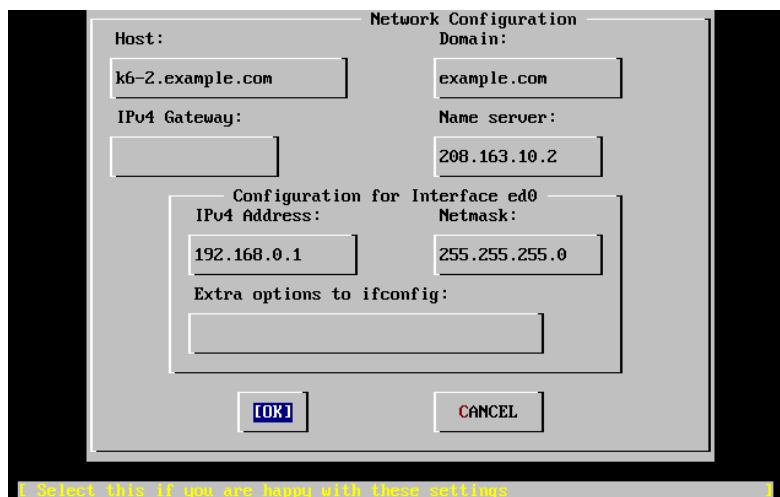 Network Configuration
Host: Domain:
k6-2.example.com example.com
IPv4 Gateway: Name server:
208.163.10.2
Configuration for Interface ed0
IPv4 Address: Netmask:
192.168.0.1 255.255.255.0
Extra options to ifconfig:
[OK] CANCEL
[ Select this if you are happy with these settings ]